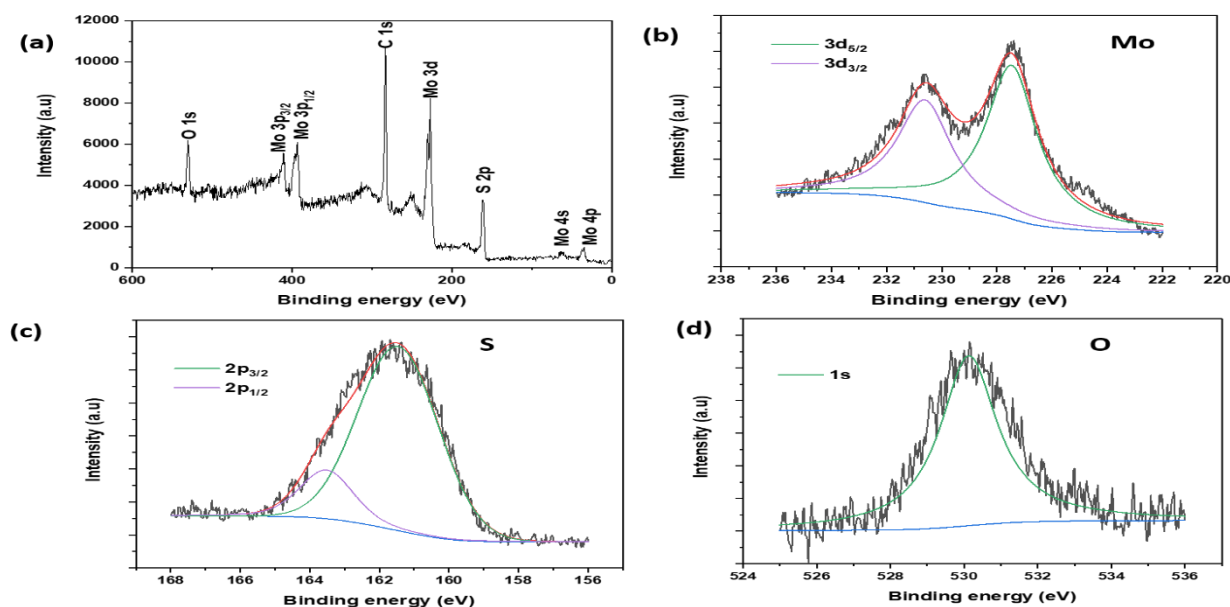 (a)
12000
10000
8000
6000
4000
2000
0
Intensity (a.u)
O 1s
Mo 3p3/2
Mo 3p1/2
C 1s
Mo 3d
S 2p
Mo 4s
Mo 4p
600 400 200 0
Binding energy (eV)
(b)
Mo
3d5/2
3d3/2
Intensity (a.u)
238 236 234 232 230 228 226 224 222 220
Binding energy (eV)
(c)
S
2p3/2
2p1/2
Intensity (a.u)
168 166 164 162 160 158 156
Binding energy (eV)
(d)
O
1s
Intensity (a.u)
524 526 528 530 532 534 536
Binding energy (eV)